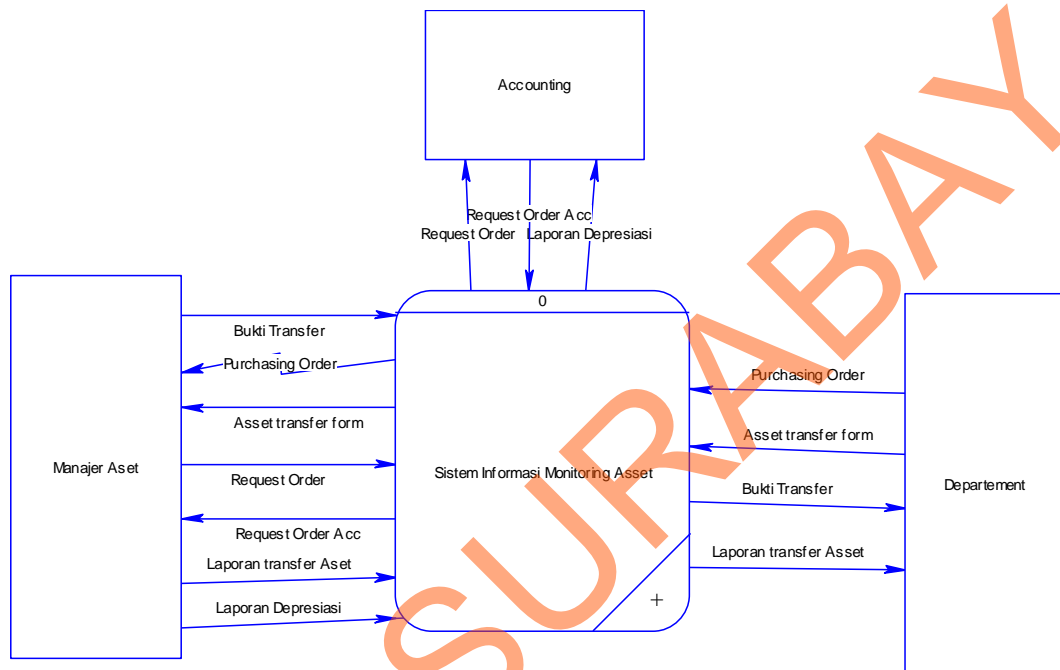 Accounting
Request Order Acc
Request Order Laporan Depresiasi
0
Bukti Transfer
Purchasing Order
Asset transfer form
Manajer Aset
Request Order
Request Order Acc
Laporan transfer Aset
Laporan Depresiasi
Sistem Informasi Monitoring Asset
+
Purchasing Order
Asset transfer form
Bukti Transfer
Laporan transfer Asset
Departement
SURABAY